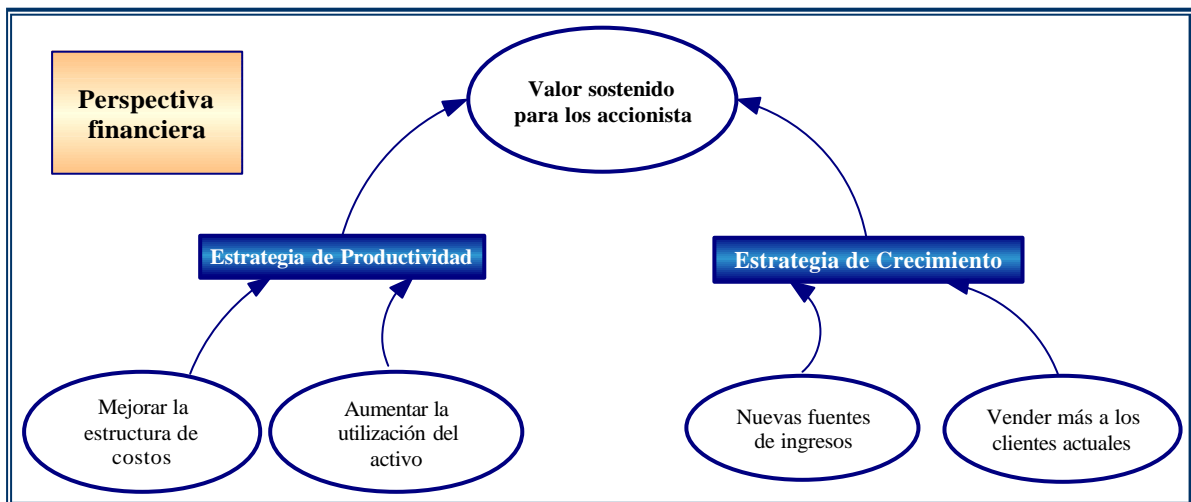 Perspectiva
financiera
Valor sostenido
para los accionista
Estrategia de Productividad
Estrategia de Crecimiento
Mejorar la
estructura de
costos
Aumentar la
utilización del
activo
Nuevas fuentes
de ingresos
Vender más a los
clientes actuales